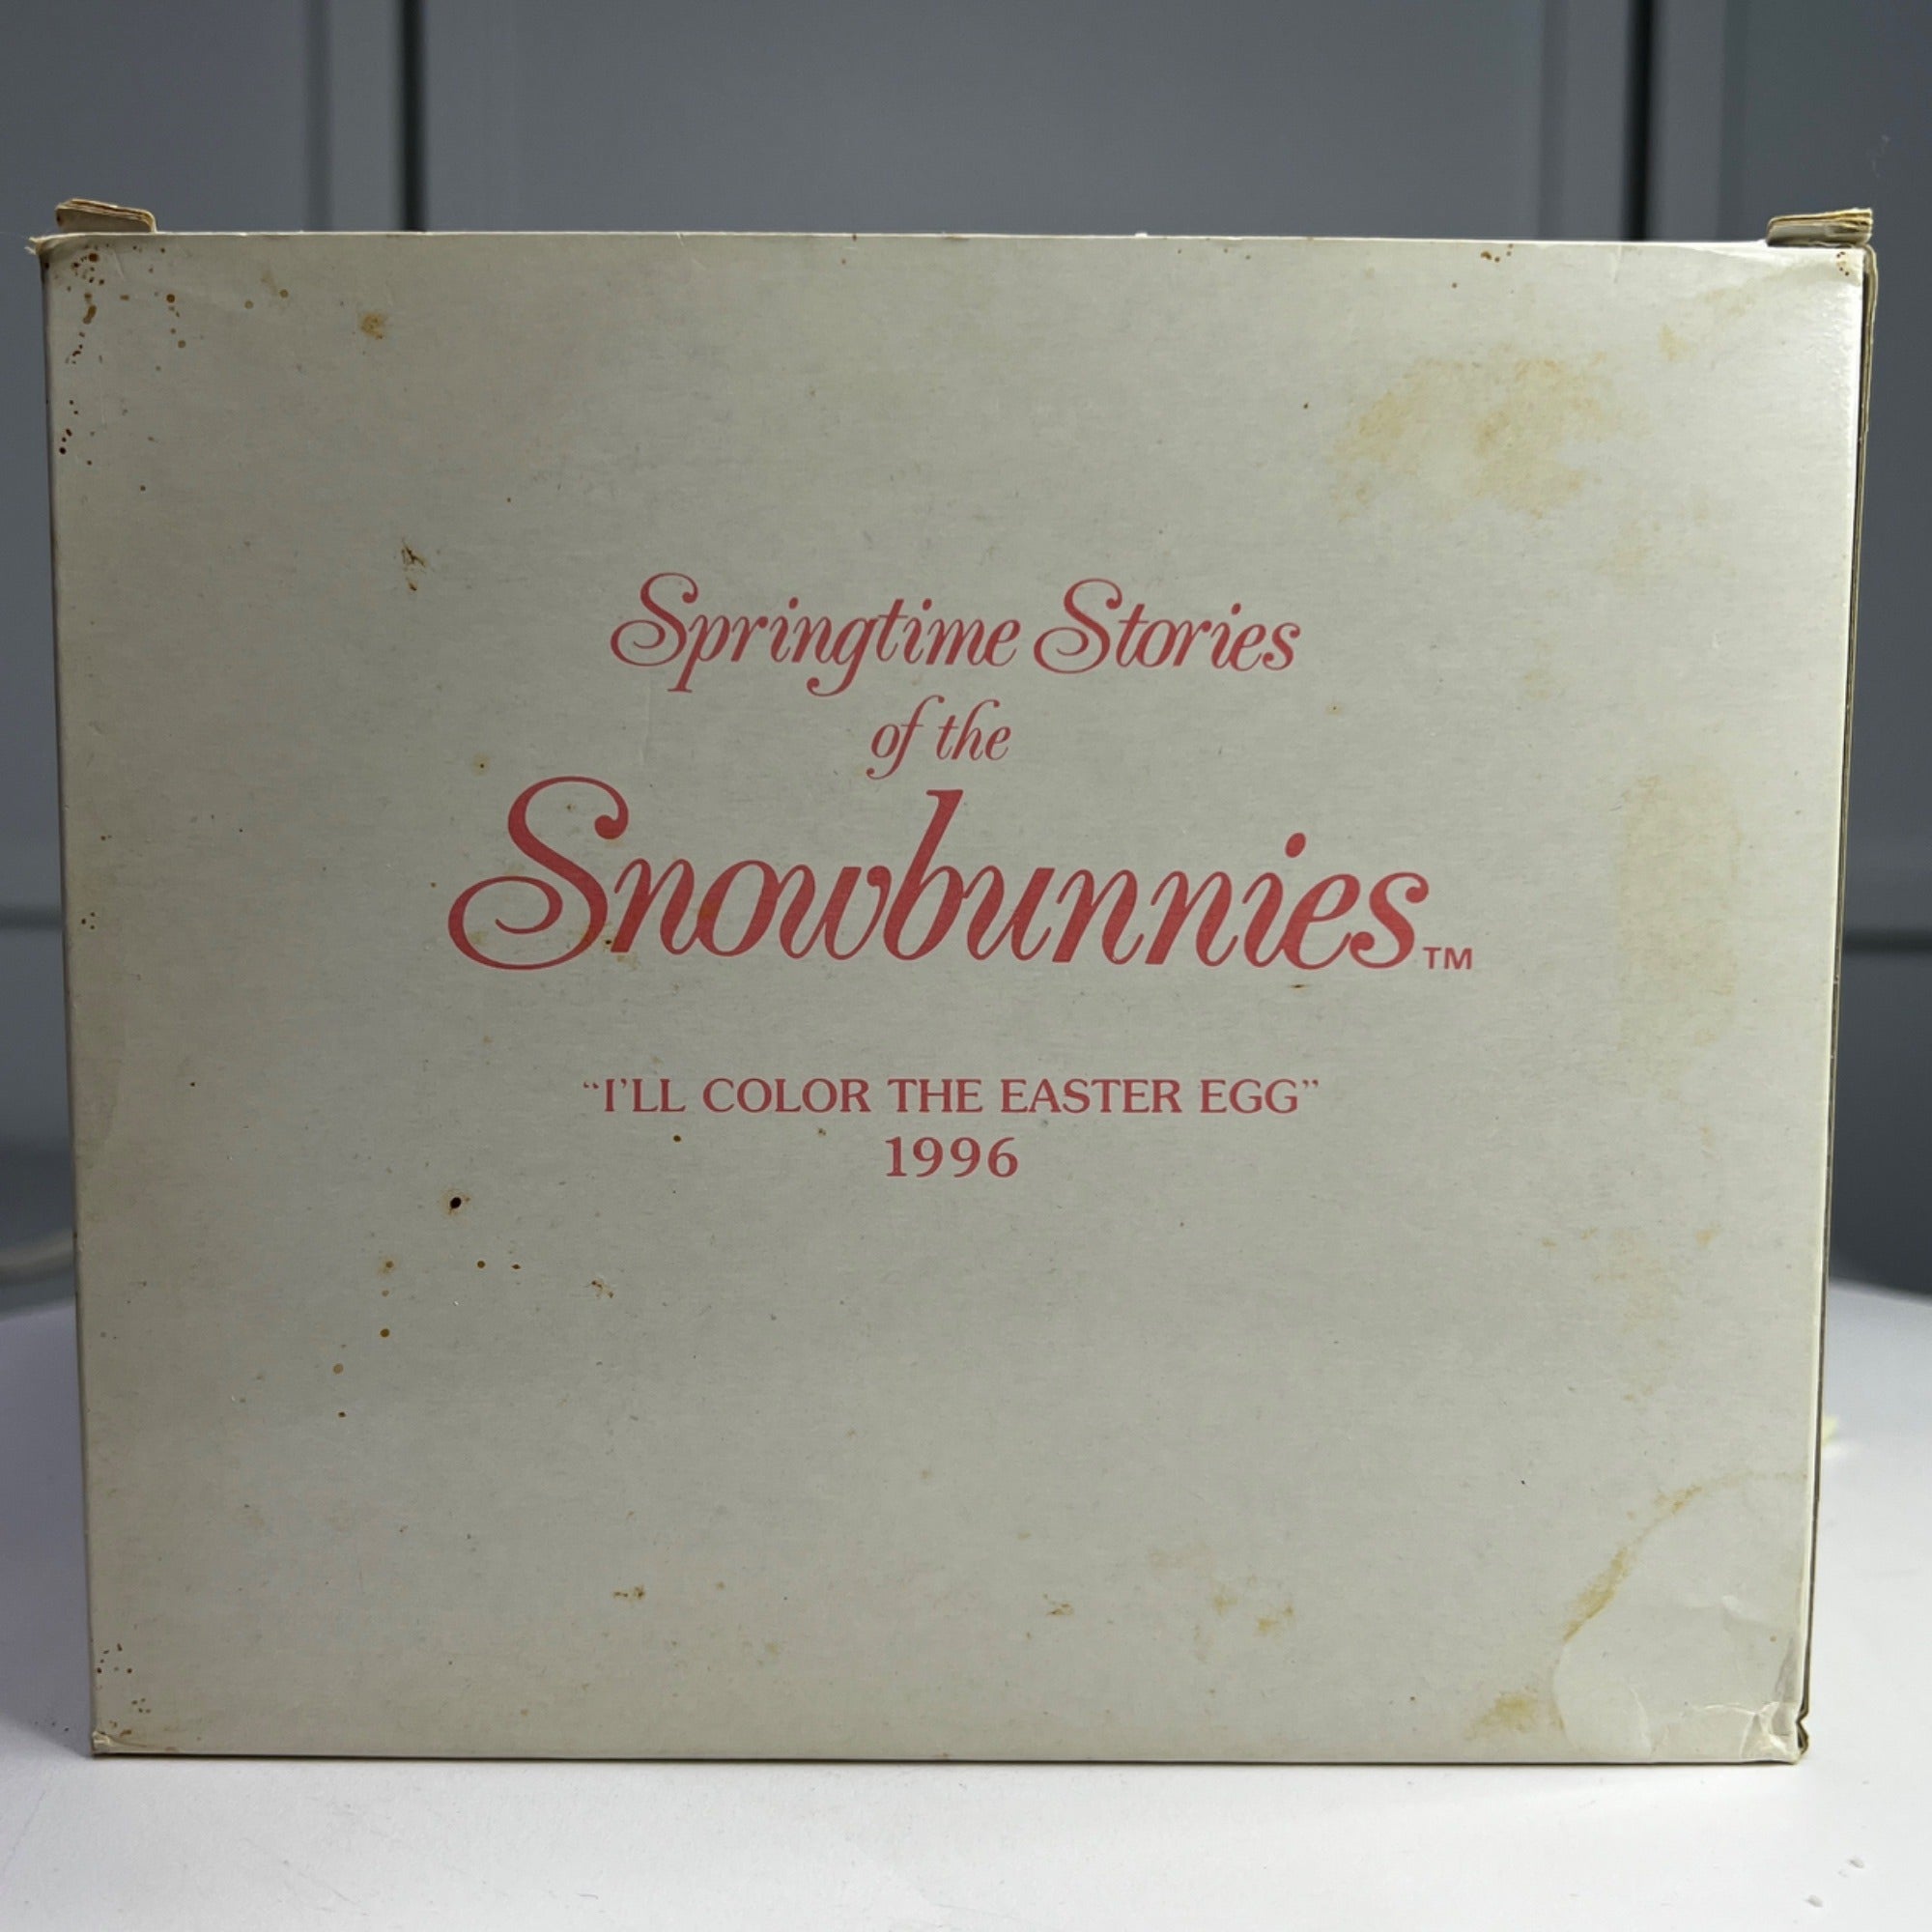 Springtime Stories
of the
Snowbunnies™
“I’LL COLOR THE EASTER EGG”
1996